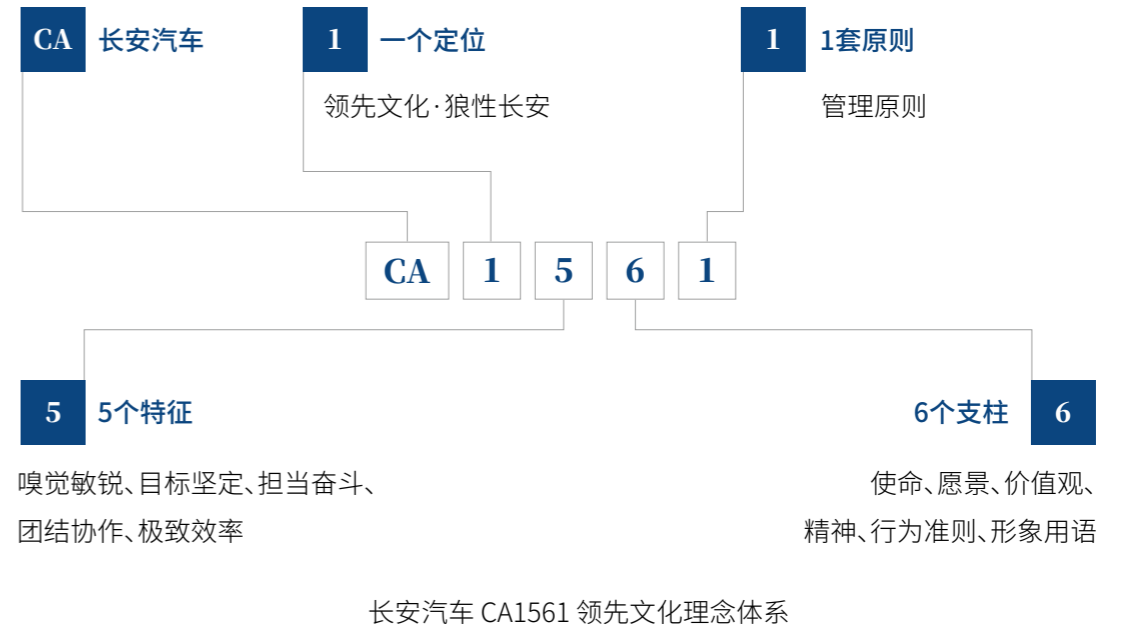 CA 长安汽车
1 一个定位
领先文化·狼性长安
1 1套原则
管理原则
CA 1 5 6 1
5 5个特征
嗅觉敏锐、目标坚定、担当奋斗、
团结协作、极致效率
6个支柱 6
使命、愿景、价值观、
精神、行为准则、形象用语
长安汽车 CA1561 领先文化理念体系